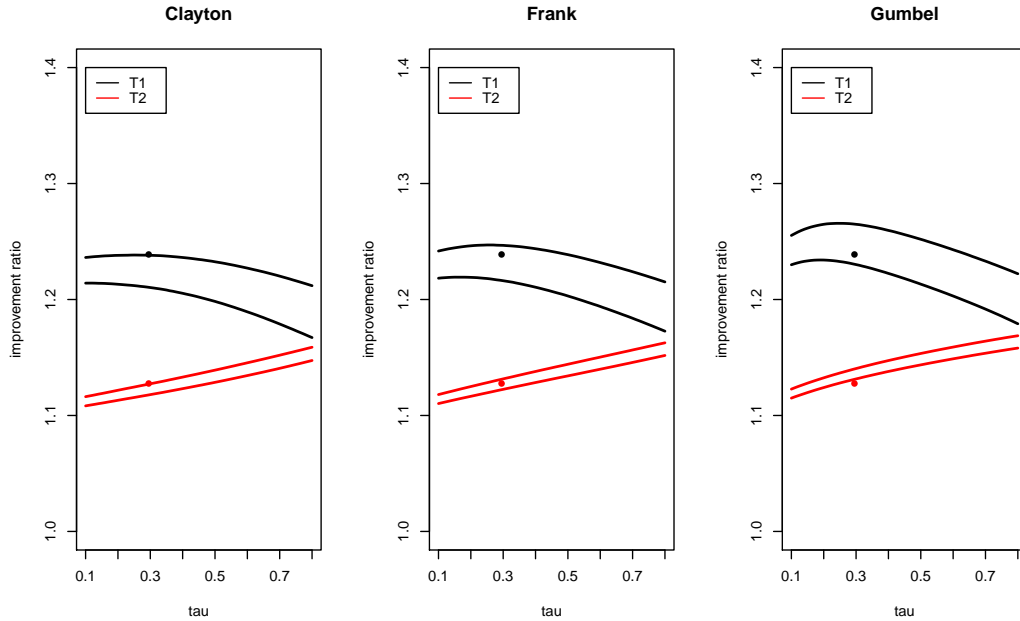 Clayton
T1
T2
improvement ratio
1.0
1.1
1.2
1.3
1.4
0.1
0.3
0.5
0.7
tau
Frank
T1
T2
improvement ratio
1.0
1.1
1.2
1.3
1.4
0.1
0.3
0.5
0.7
tau
Gumbel
T1
T2
improvement ratio
1.0
1.1
1.2
1.3
1.4
0.1
0.3
0.5
0.7
tau